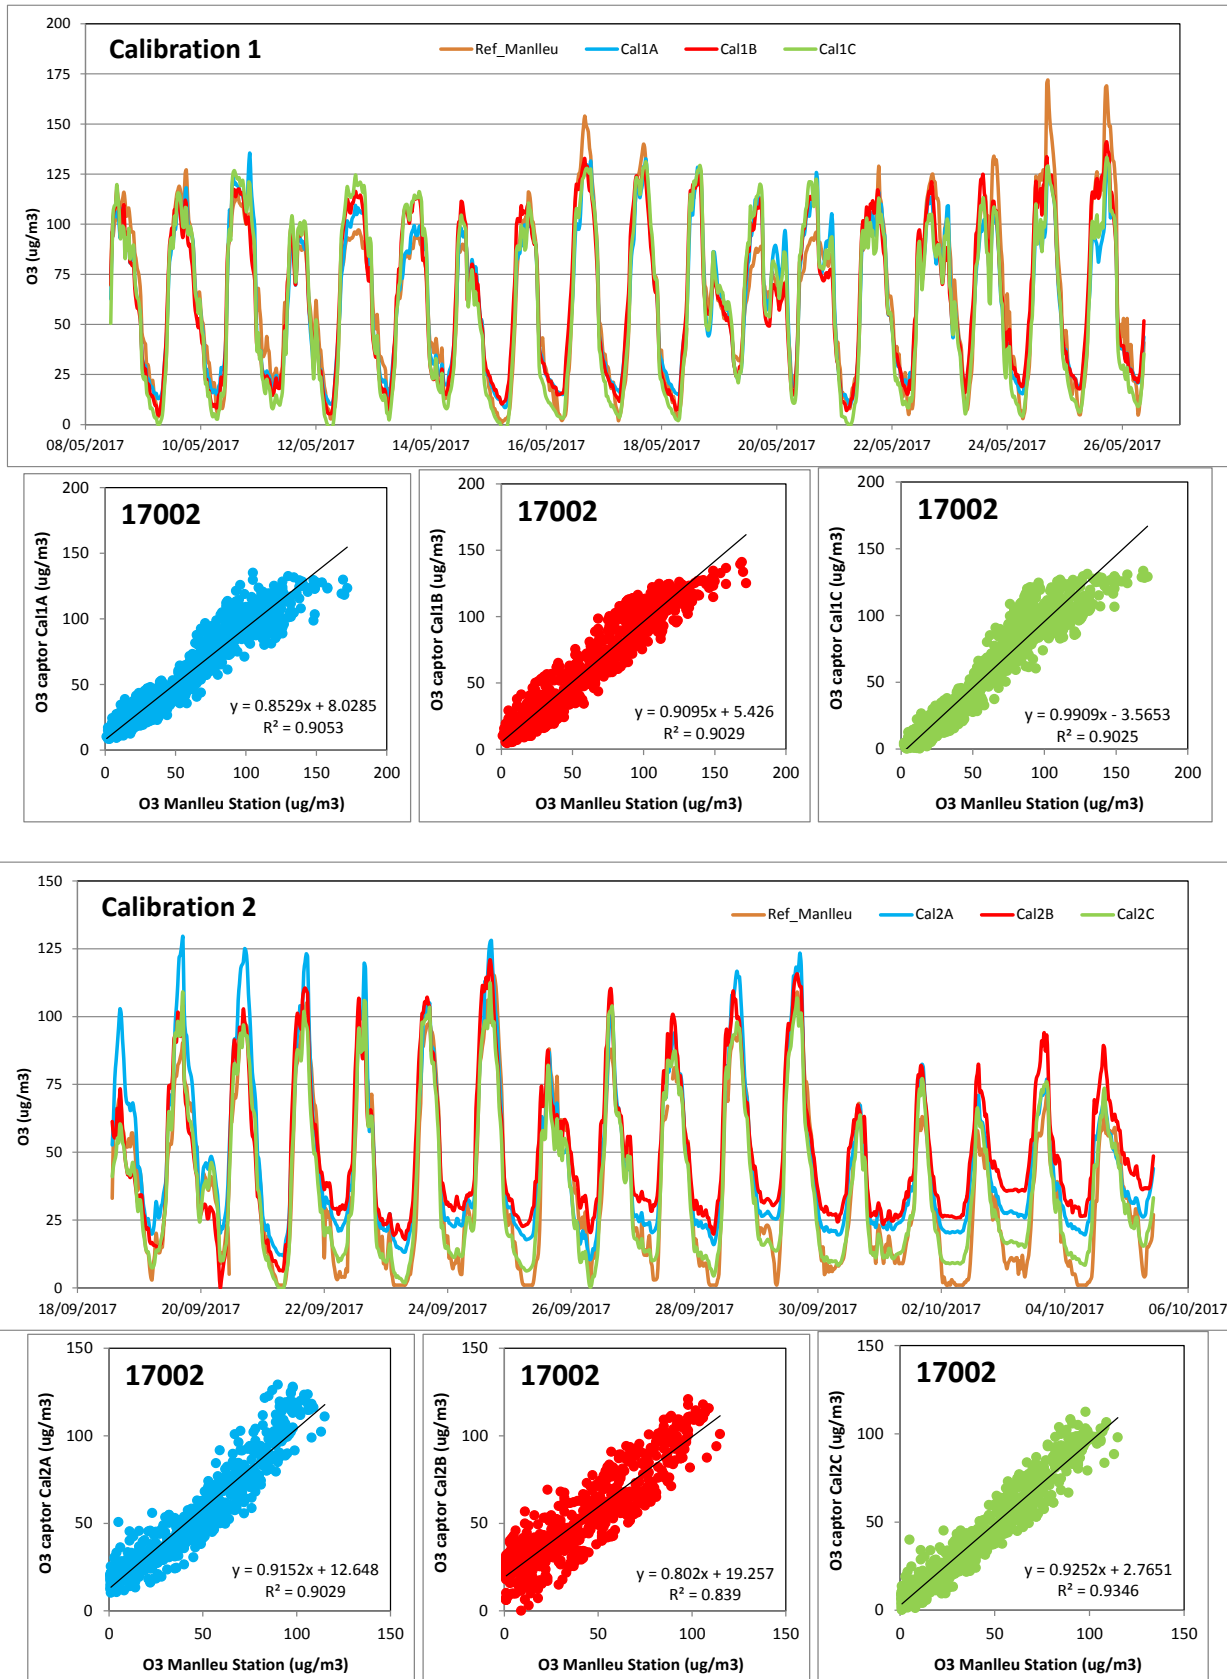 Calibration 1
Ref_Manlleu Cal1A Cal1B Cal1C
O3 (ug/m3)
200
175
150
125
100
75
50
25
0
08/05/2017 10/05/2017 12/05/2017 14/05/2017 16/05/2017 18/05/2017 20/05/2017 22/05/2017 24/05/2017 26/05/2017
17002
O3 captor Cal1A (ug/m3)
200
150
100
50
0
y = 0.8529x + 8.0285
R² = 0.9053
0 50 100 150 200
O3 Manlleu Station (ug/m3)
17002
O3 captor Cal1B (ug/m3)
200
150
100
50
0
y = 0.9095x + 5.426
R² = 0.9029
0 50 100 150 200
O3 Manlleu Station (ug/m3)
17002
O3 captor Cal1C (ug/m3)
200
150
100
50
0
y = 0.9909x - 3.5653
R² = 0.9025
0 50 100 150 200
O3 Manlleu Station (ug/m3)
Calibration 2
Ref_Manlleu Cal2A Cal2B Cal2C
O3 (ug/m3)
150
125
100
75
50
25
0
18/09/2017 20/09/2017 22/09/2017 24/09/2017 26/09/2017 28/09/2017 30/09/2017 02/10/2017 04/10/2017 06/10/2017
17002
O3 captor Cal2A (ug/m3)
150
100
50
0
y = 0.9152x + 12.648
R² = 0.9029
0 50 100 150
O3 Manlleu Station (ug/m3)
17002
O3 captor Cal2B (ug/m3)
150
100
50
0
y = 0.802x + 19.257
R² = 0.839
0 50 100 150
O3 Manlleu Station (ug/m3)
17002
O3 captor Cal2C (ug/m3)
150
100
50
0
y = 0.9252x + 2.7651
R² = 0.9346
0 50 100 150
O3 Manlleu Station (ug/m3)